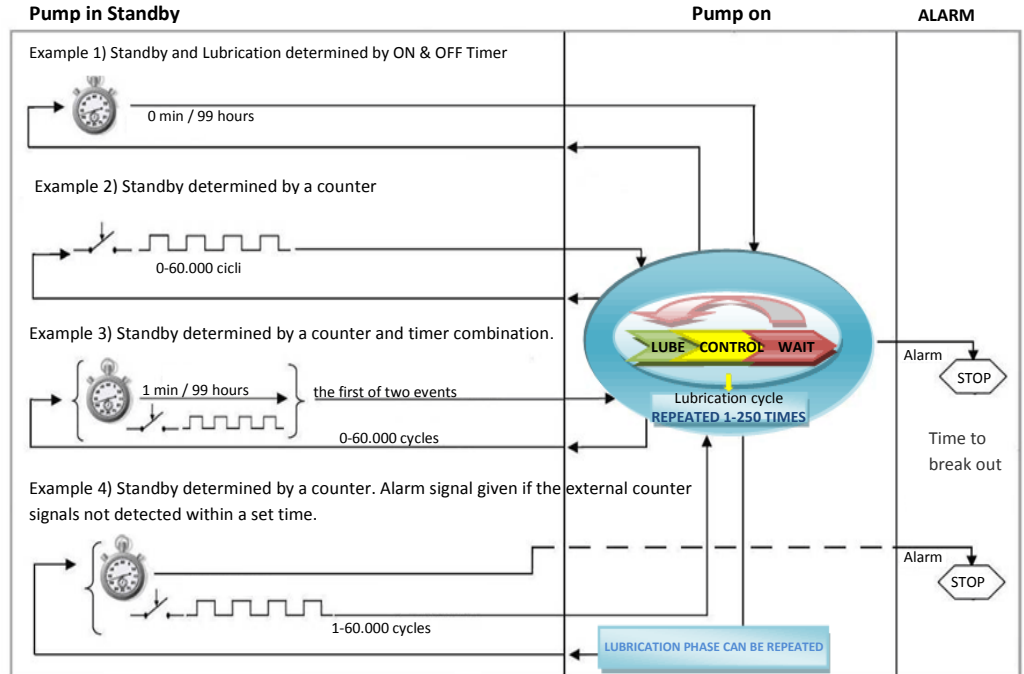 Pump in Standby
Pump on
ALARM
Example 1) Standby and Lubrication determined by ON & OFF Timer
0 min / 99 hours
Example 2) Standby determined by a counter
0-60.000 cicli
Example 3) Standby determined by a counter and timer combination.
1 min / 99 hours
the first of two events
0-60.000 cycles
LUBE CONTROL WAIT
Lubrication cycle
REPEATED 1-250 TIMES
Alarm
STOP
Time to
break out
Example 4) Standby determined by a counter. Alarm signal given if the external counter
signals not detected within a set time.
Alarm
STOP
1-60.000 cycles
LUBRICATION PHASE CAN BE REPEATED